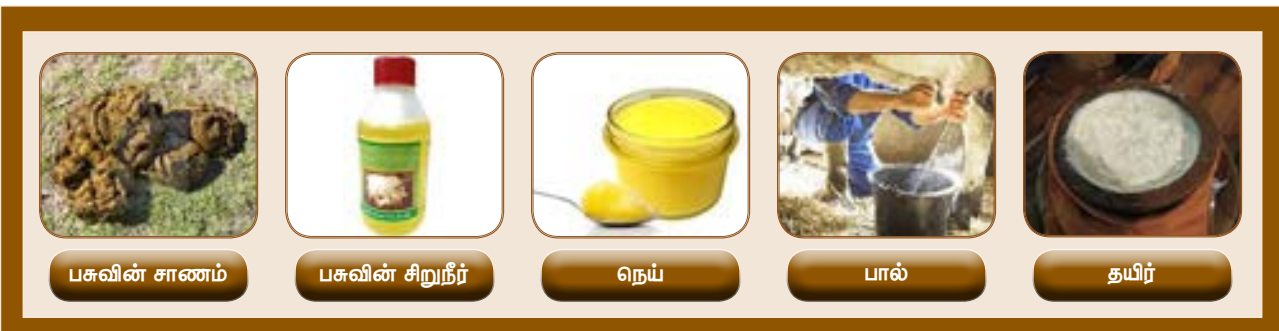 பசுவின் சாணம்
பசுவின் சிறுநீர்
நெய்
பால்
தயிர்